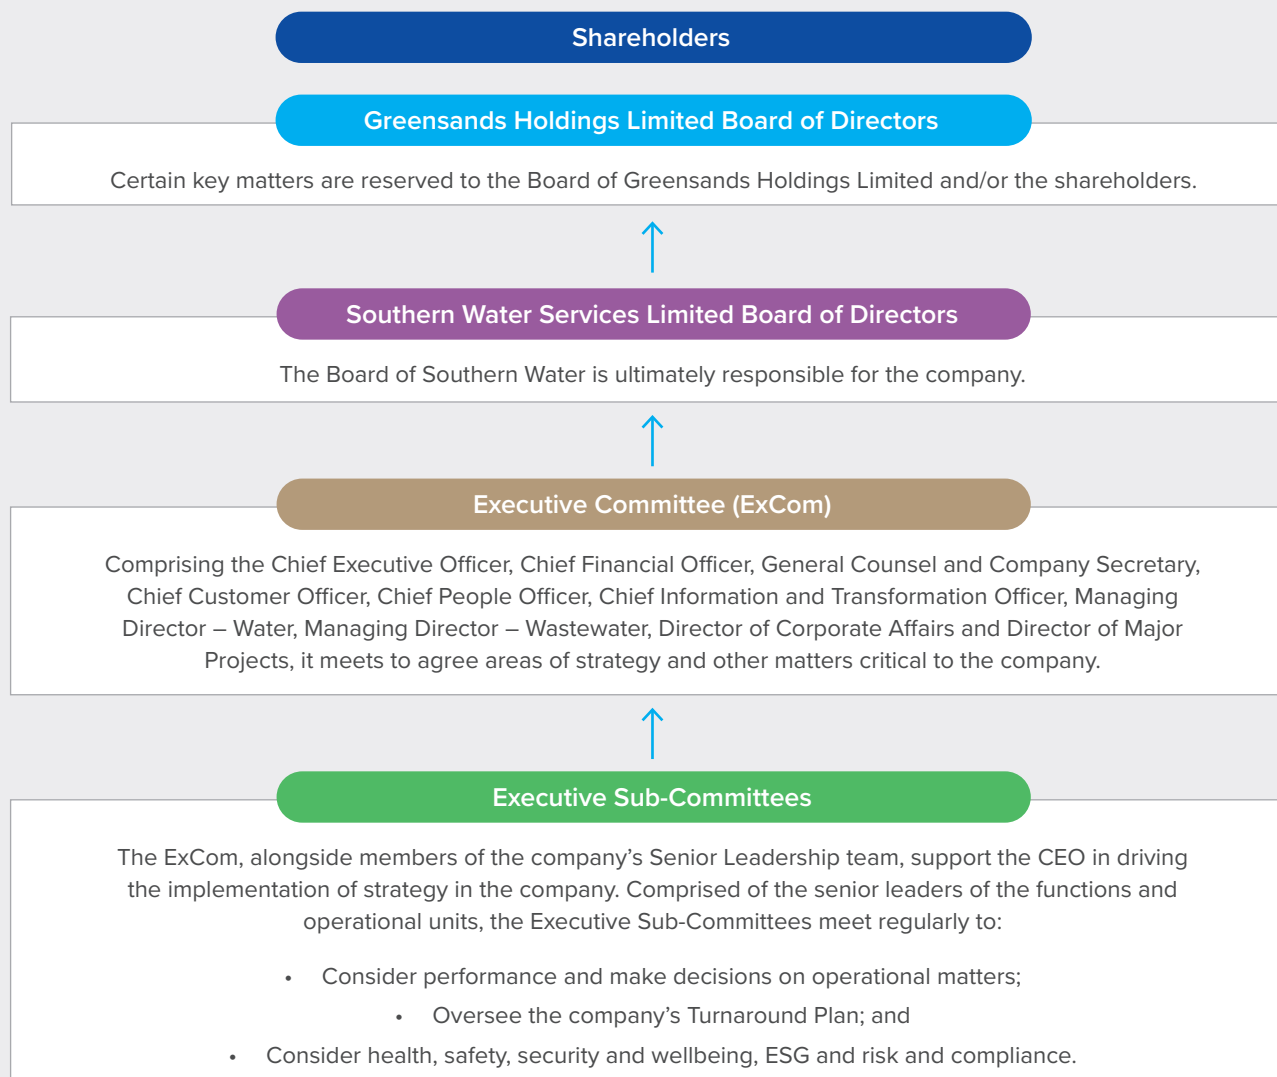 Shareholders
Greensands Holdings Limited Board of Directors
Certain key matters are reserved to the Board of Greensands Holdings Limited and/or the shareholders.
Southern Water Services Limited Board of Directors
The Board of Southern Water is ultimately responsible for the company.
Executive Committee (ExCom)
Comprising the Chief Executive Officer, Chief Financial Officer, General Counsel and Company Secretary,
Chief Customer Officer, Chief People Officer, Chief Information and Transformation Officer, Managing
Director – Water, Managing Director – Wastewater, Director of Corporate Affairs and Director of Major
Projects, it meets to agree areas of strategy and other matters critical to the company.
Executive Sub-Committees
The ExCom, alongside members of the company’s Senior Leadership team, support the CEO in driving
the implementation of strategy in the company. Comprised of the senior leaders of the functions and
operational units, the Executive Sub-Committees meet regularly to:
• Consider performance and make decisions on operational matters;
• Oversee the company’s Turnaround Plan; and
• Consider health, safety, security and wellbeing, ESG and risk and compliance.